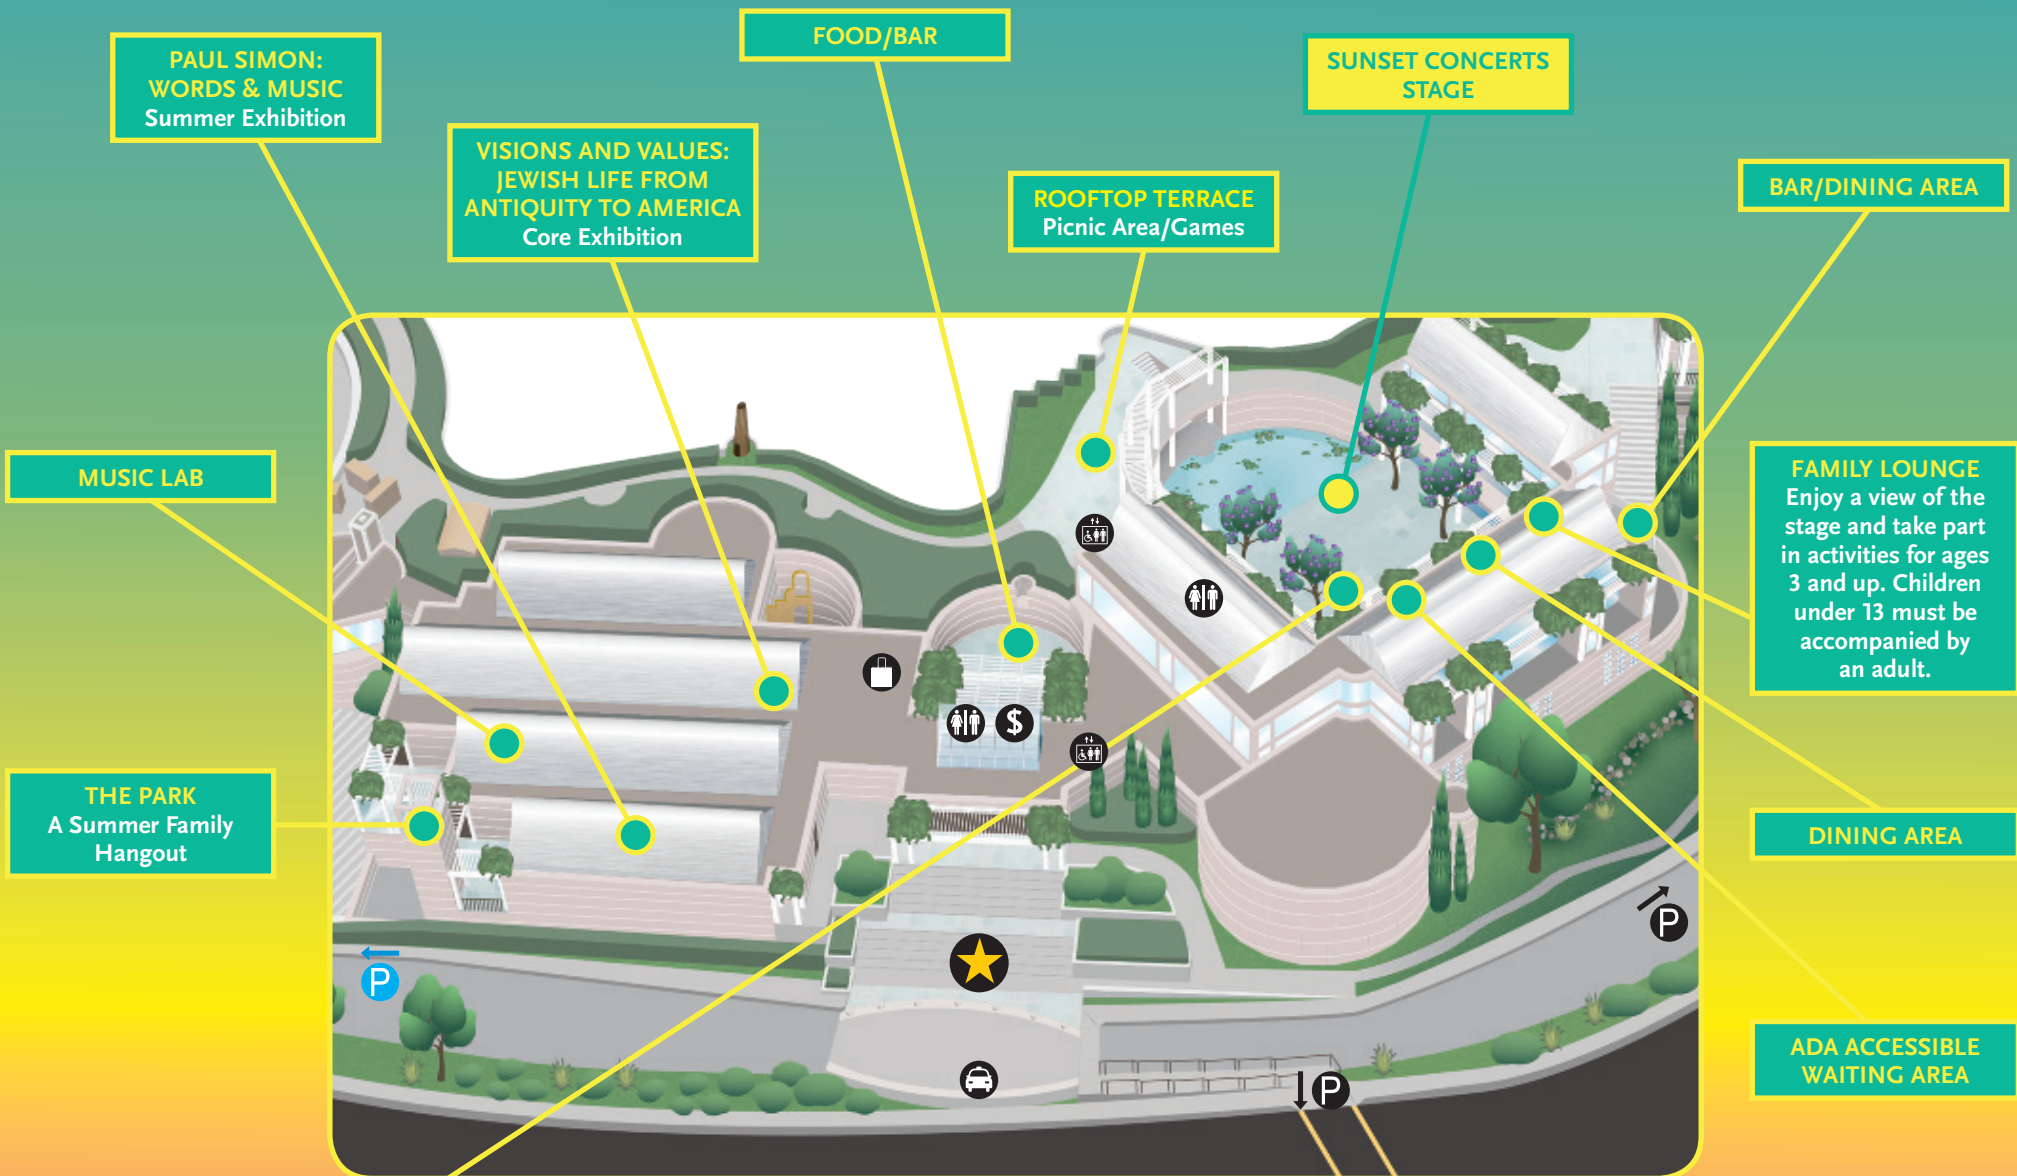 FOOD/BAR
PAUL SIMON:
WORDS & MUSIC
Summer Exhibition
SUNSET CONCERTS
STAGE
VISIONS AND VALUES:
JEWISH LIFE FROM
ANTIQUITY TO AMERICA
Core Exhibition
ROOFTOP TERRACE
Picnic Area/Games
BAR/DINING AREA
MUSIC LAB
FAMILY LOUNGE
Enjoy a view of the
stage and take part
in activities for ages
3 and up. Children
under 13 must be
accompanied by
an adult.
$
THE PARK
A Summer Family
Hangout
DINING AREA
P
P
ADA ACCESSIBLE
WAITING AREA
P